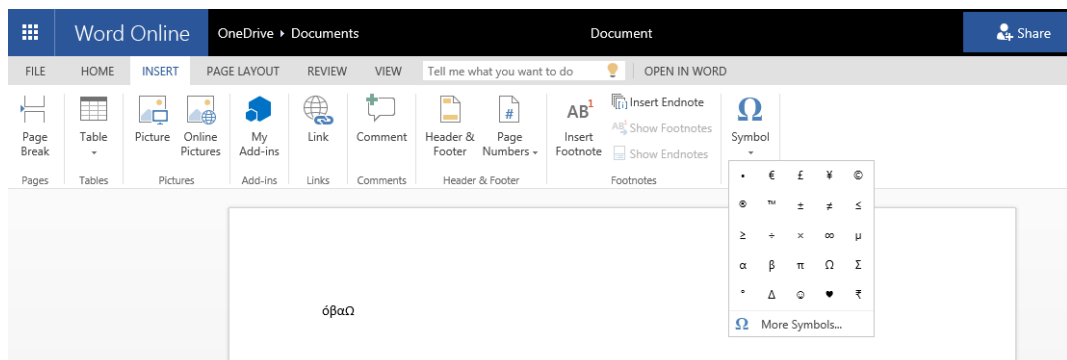 Word Online OneDrive ▸ Documents Document Share
FILE HOME INSERT PAGE LAYOUT REVIEW VIEW Tell me what you want to do OPEN IN WORD
Page Break
Table
Picture
Online Pictures
My Add-ins
Link
Comment
Header & Footer
# Page Numbers
AB1 Insert Footnote
[i] Insert Endnote
AB1 Show Footnotes
Show Endnotes
Ω Symbol
Pages Tables Pictures Add-ins Links Comments Header & Footer Footnotes
• € £ ¥ ©
® ™ ± ≠ ≤
≥ ÷ × ∞ µ
α β π Ω Σ
° Δ ☺ ♥ ₹
Ω More Symbols...
όβαΩ